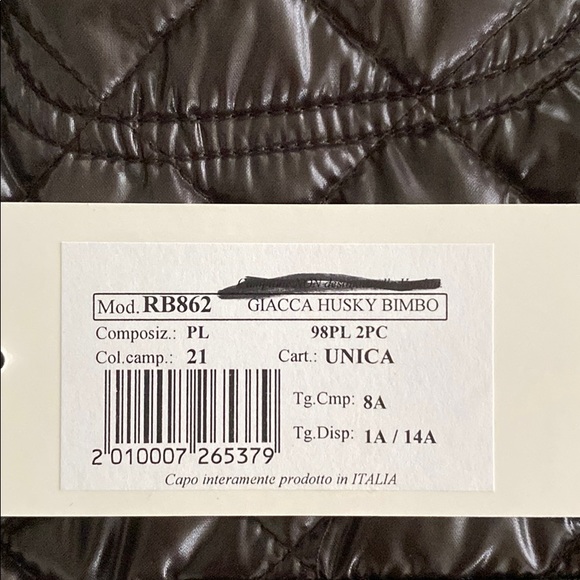 Mod. RB862 GIACCA HUSKY BIMBO
Composiz.: PL 98PL 2PC
Col.camp.: 21 Cart.: UNICA
Tg.Cmp: 8A
Tg.Disp: 1A / 14A
2 010007 265379
Capo interamente prodotto in ITALIA